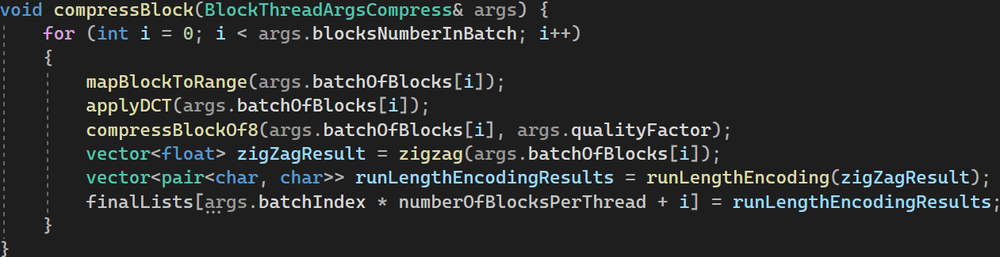 void compressBlock(BlockThreadArgsCompress& args) {
    for (int i = 0; i < args.blocksNumberInBatch; i++)
    {
        mapBlockToRange(args.batchOfBlocks[i]);
        applyDCT(args.batchOfBlocks[i]);
        compressBlockOf8(args.batchOfBlocks[i], args.qualityFactor);
        vector<float> zigZagResult = zigzag(args.batchOfBlocks[i]);
        vector<pair<char, char>> runLengthEncodingResults = runLengthEncoding(zigZagResult);
        finalLists[args.batchIndex * numberOfBlocksPerThread + i] = runLengthEncodingResults;
    }
}